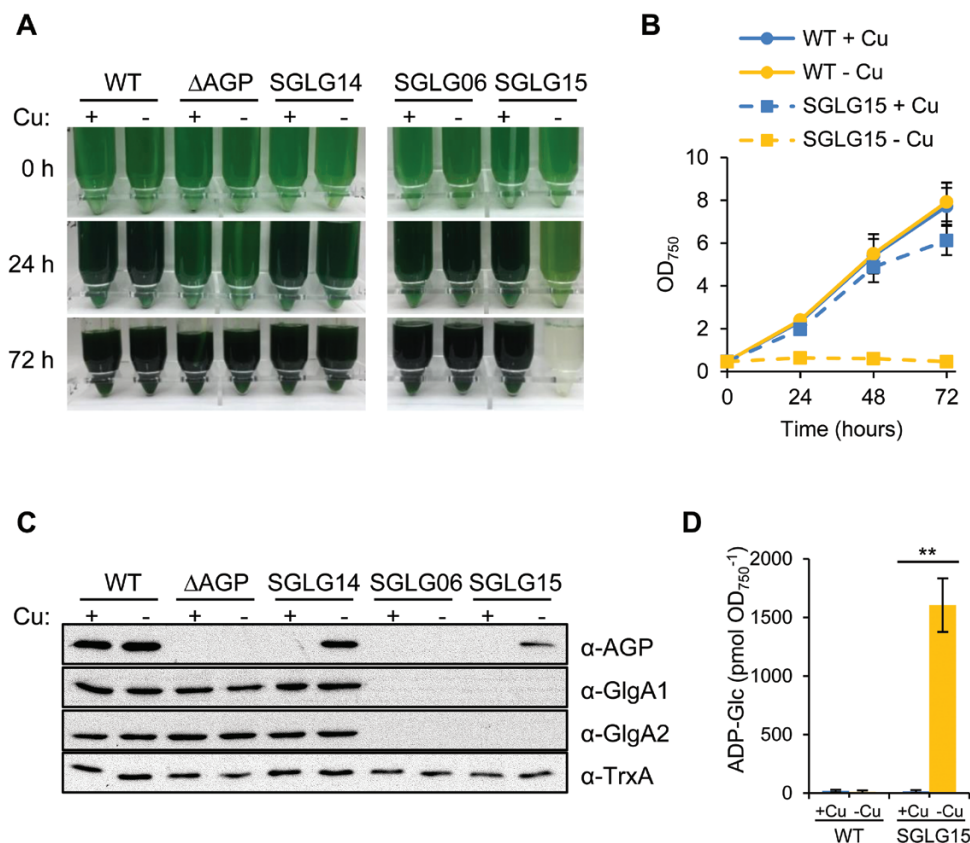 A
WT ΔAGP SGLG14 SGLG06 SGLG15
Cu: + - + - + - + - + -
0 h
24 h
72 h
B
WT + Cu
WT - Cu
SGLG15 + Cu
SGLG15 - Cu
10
8
6
4
2
0
OD750
0 24 48 72
Time (hours)
C
WT ΔAGP SGLG14 SGLG06 SGLG15
Cu: + - + - + - + - + -
α-AGP
α-GlgA1
α-GlgA2
α-TrxA
D
**
2000
1500
1000
500
0
ADP-Glc (pmol OD750-1)
+Cu -Cu +Cu -Cu
WT SGLG15